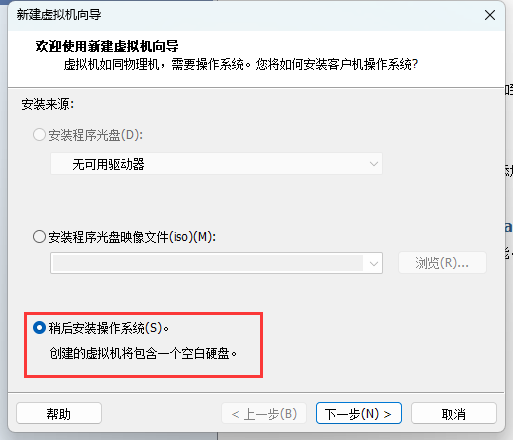 新建虚拟机向导
欢迎使用新建虚拟机向导
虚拟机如同物理机，需要操作系统。您将如何安装客户机操作系统?
安装来源:
安装程序光盘(D):
无可用驱动器
安装程序光盘映像文件(iso)(M):
浏览(R)...
稍后安装操作系统(S)。
创建的虚拟机将包含一个空白硬盘。
帮助
< 上一步(B)
下一步(N) >
取消